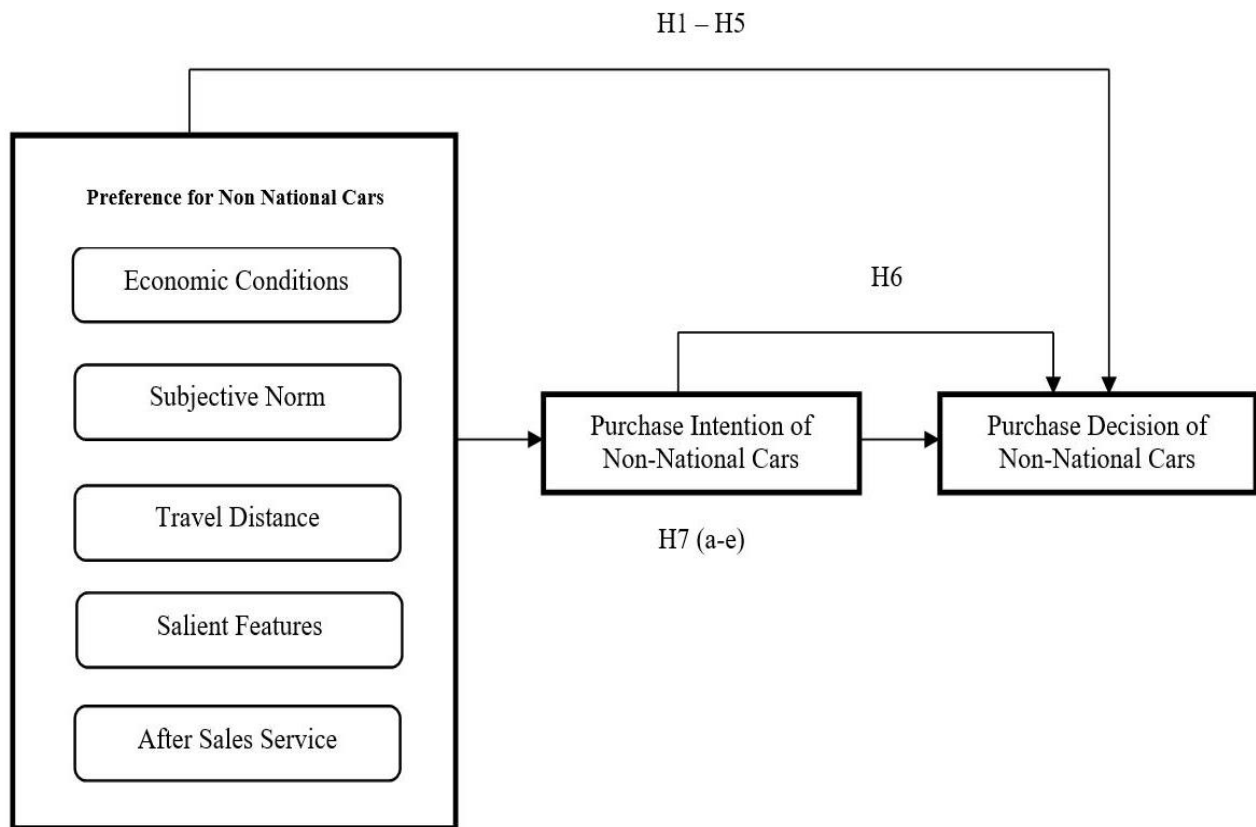 H1 – H5
Preference for Non National Cars
Economic Conditions
Subjective Norm
Travel Distance
Salient Features
After Sales Service
H6
Purchase Intention of
Non-National Cars
H7 (a-e)
Purchase Decision of
Non-National Cars